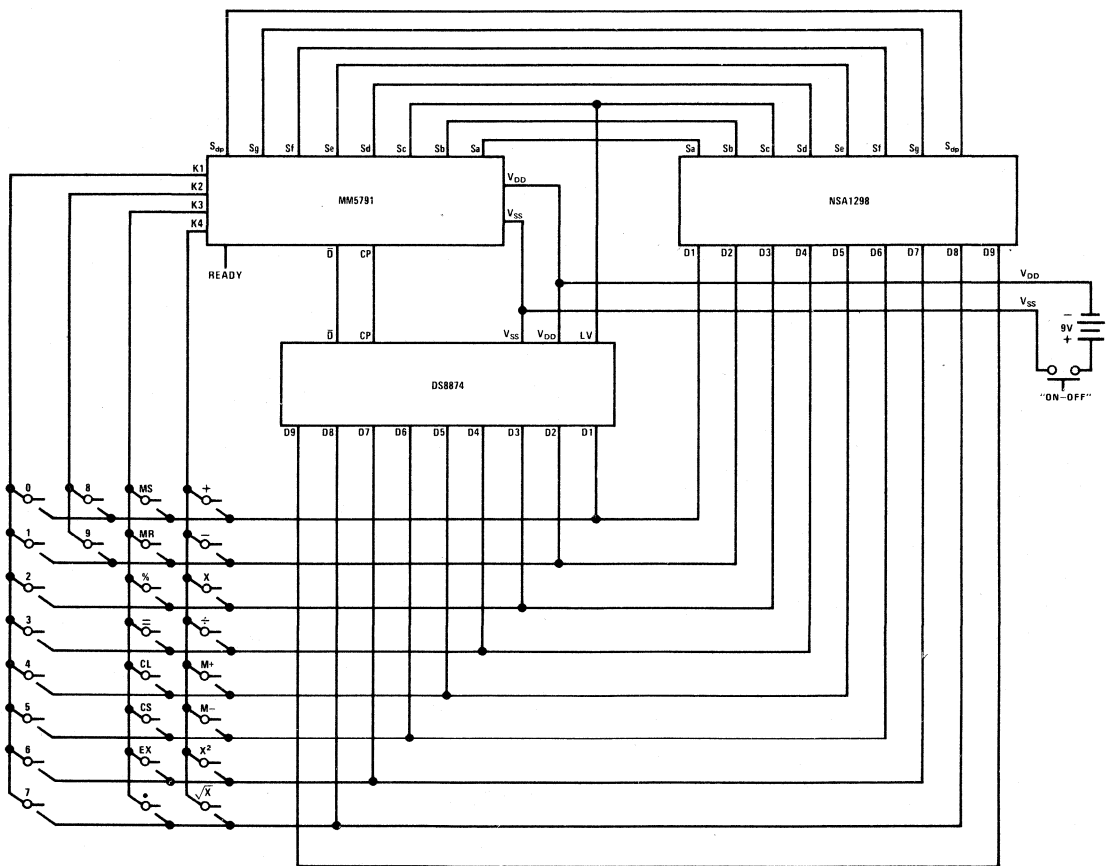 Sdp Sg Sf Se Sd Sc Sb Sa Sa Sb Sc Sd Se Sf Sg Sdp
K1
K2
K3
K4
MM5791
VDD
VSS
NSA1298
READY
D̅ CP
D1 D2 D3 D4 D5 D6 D7 D8 D9
VDD
VSS
−
9V
+
"ON–OFF"
D̅ CP VSS VDD LV
DS8874
D9 D8 D7 D6 D5 D4 D3 D2 D1
0 8 MS +
1 9 MR −
2 % X
3 = ÷
4 CL M+
5 CS M−
6 EX X²
7 • √X